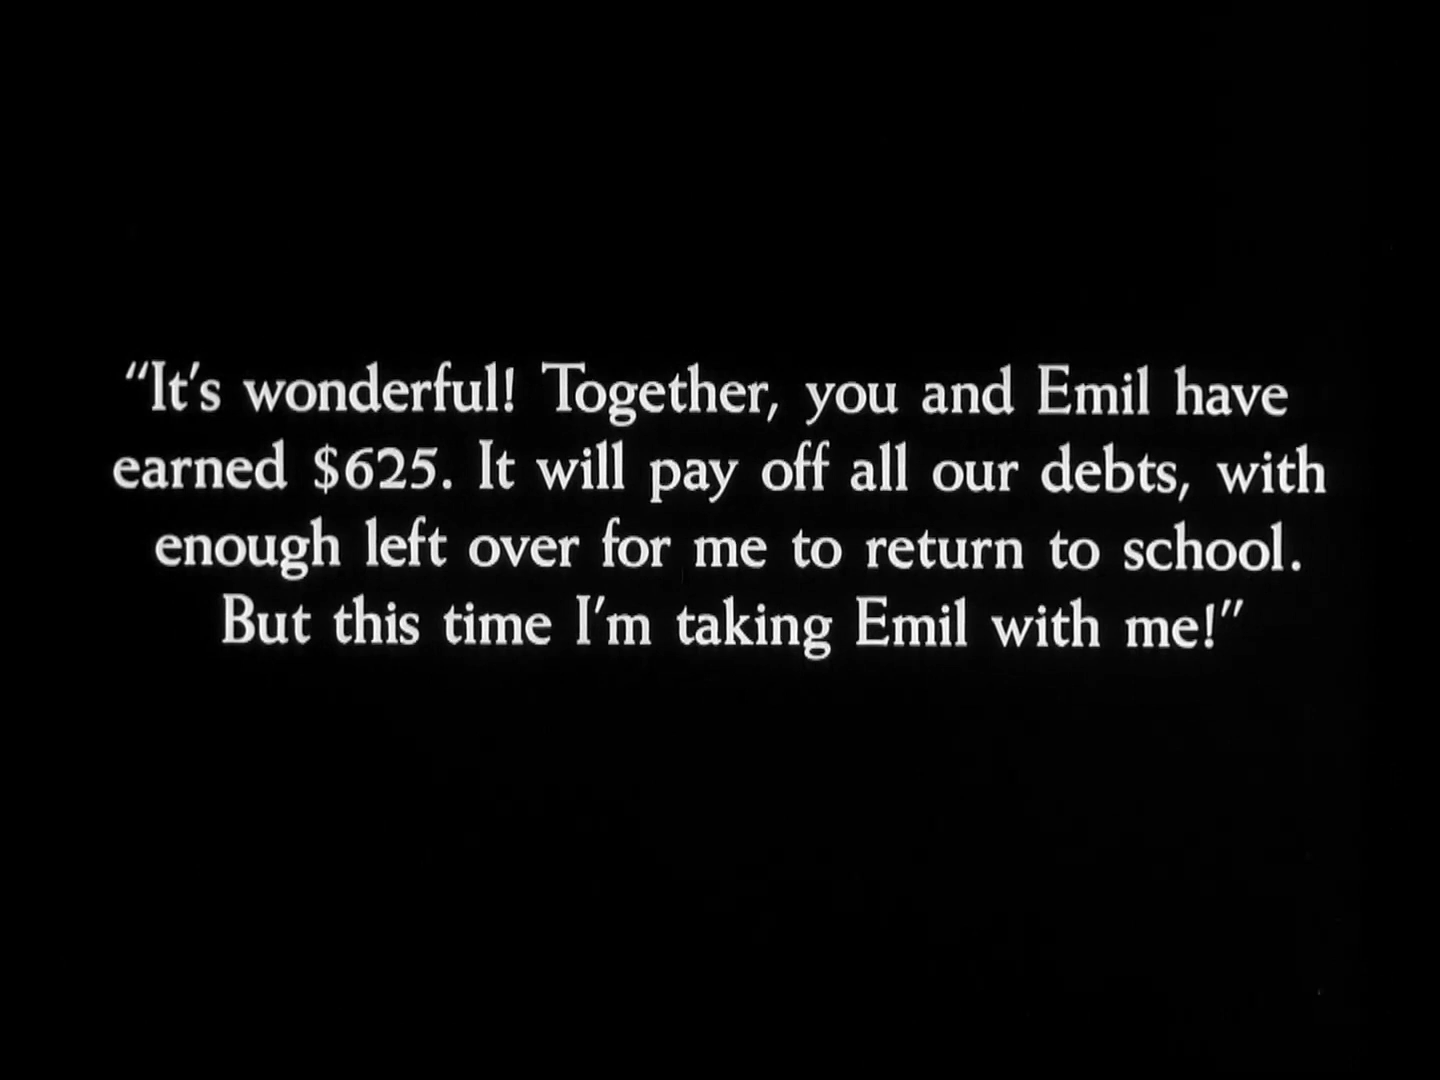 “It's wonderful! Together, you and Emil have
earned $625. It will pay off all our debts, with
enough left over for me to return to school.
But this time I'm taking Emil with me!”